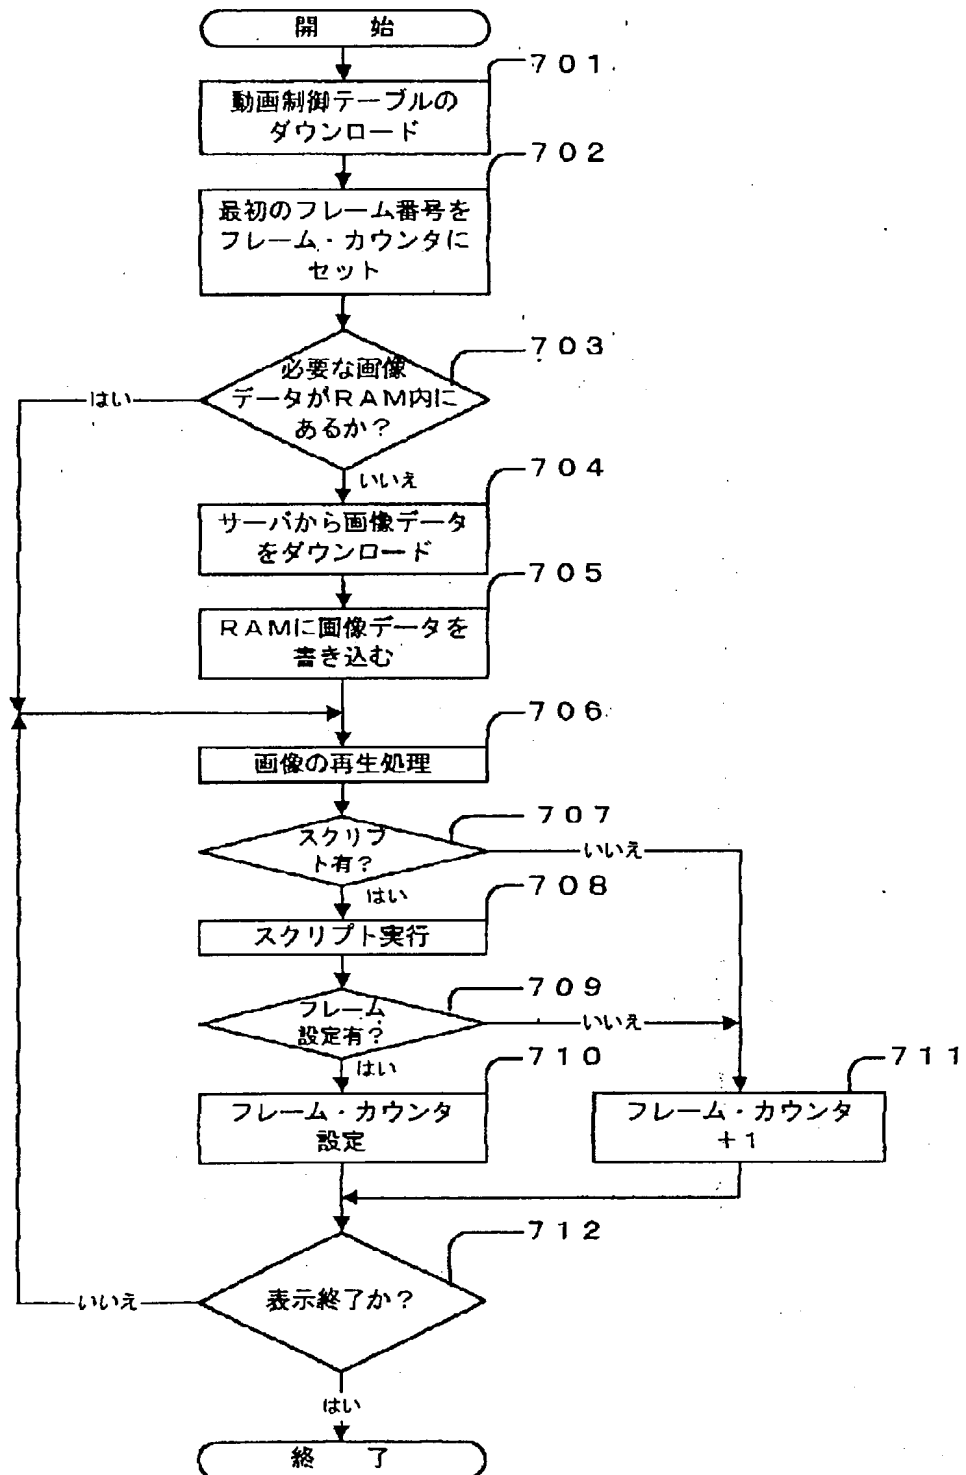 開 始
701
動画制御テーブルの
ダウンロード
702
最初のフレーム番号を
フレーム・カウンタに
セット
703
必要な画像
データがRAM内に
あるか？
はい
いいえ
704
サーバから画像データ
をダウンロード
705
RAMに画像データを
書き込む
706
画像の再生処理
707
スクリプ
ト有？
いいえ
はい
708
スクリプト実行
709
フレーム
設定有？
いいえ
はい
710
フレーム・カウンタ
設定
711
フレーム・カウンタ
＋1
712
表示終了か？
いいえ
はい
終 了